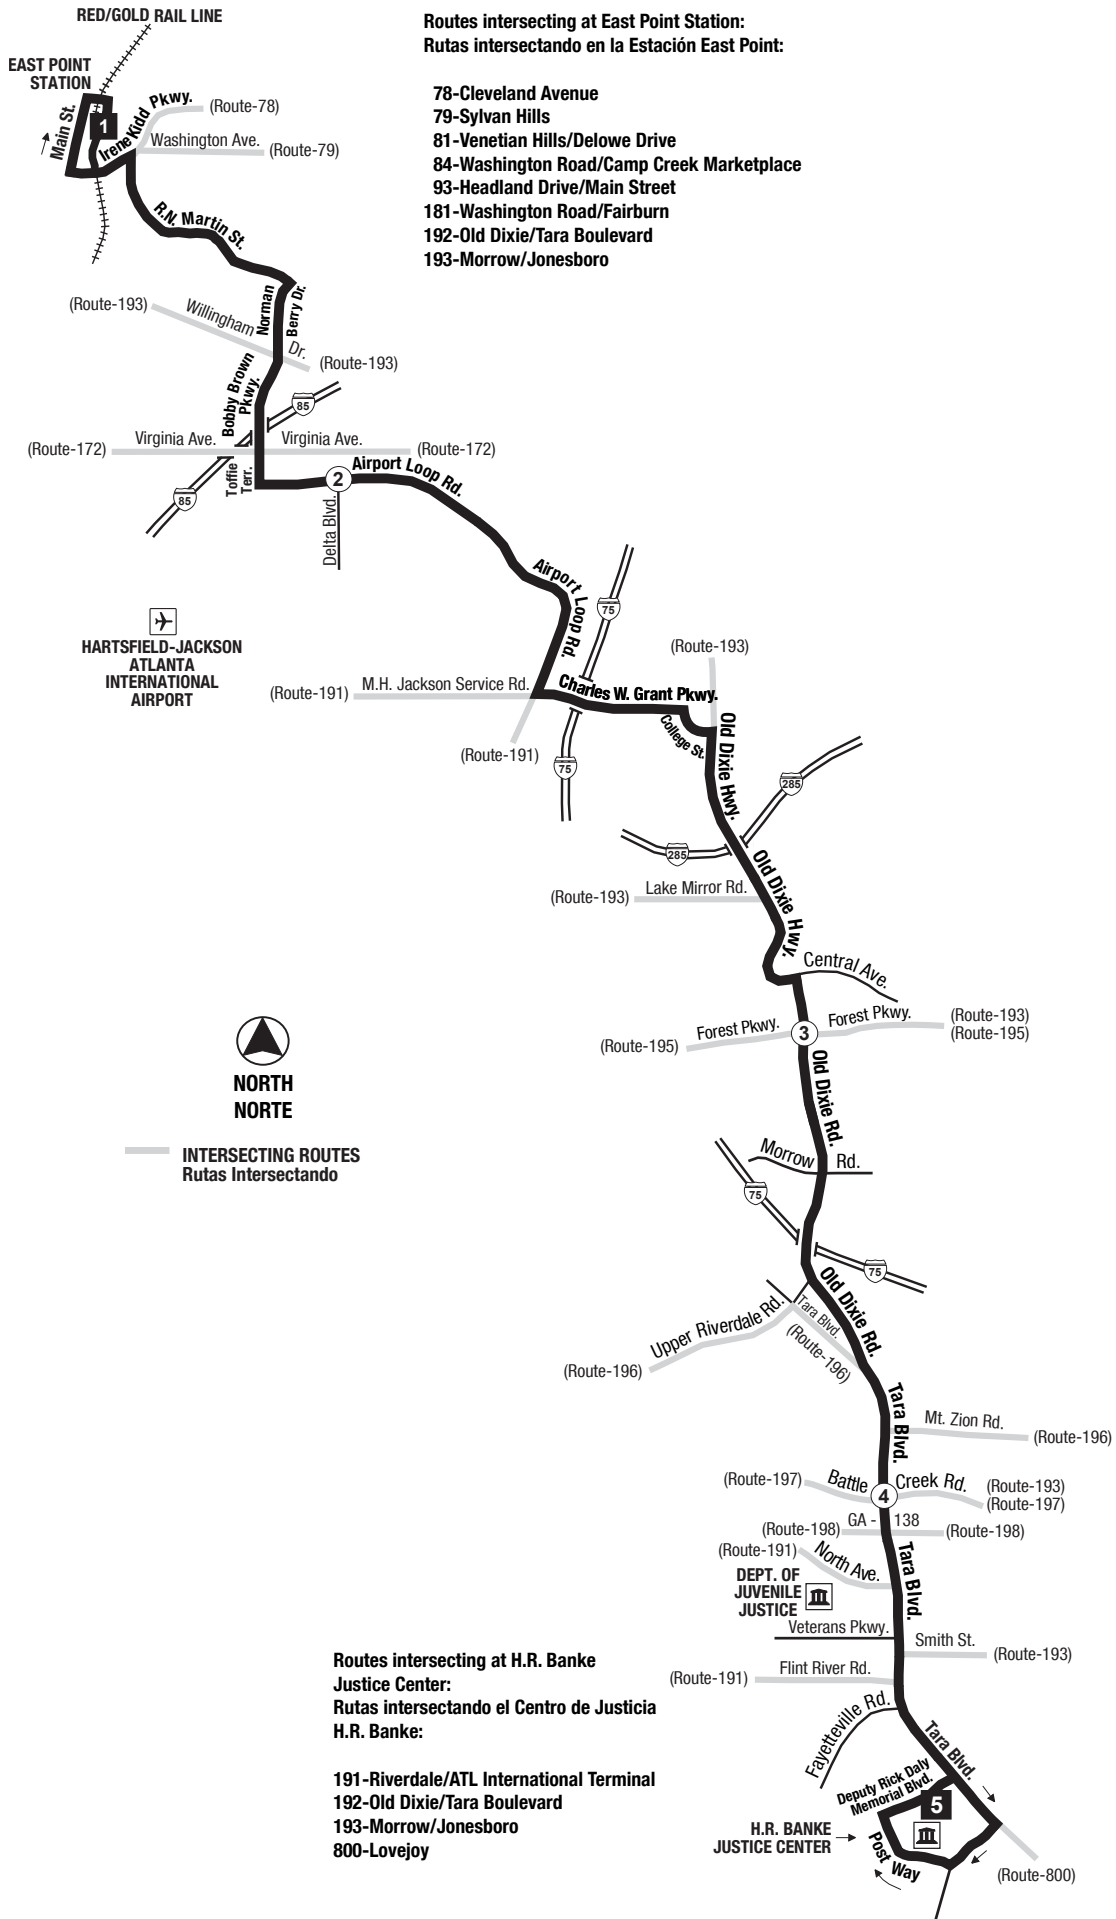 RED/GOLD RAIL LINE
EAST POINT
STATION
Main St.
1
Irene Kidd Pkwy.
(Route-78)
Washington Ave.
(Route-79)
Routes intersecting at East Point Station:
Rutas intersectando en la Estación East Point:
78-Cleveland Avenue
79-Sylvan Hills
81-Venetian Hills/Delowe Drive
84-Washington Road/Camp Creek Marketplace
93-Headland Drive/Main Street
181-Washington Road/Fairburn
192-Old Dixie/Tara Boulevard
193-Morrow/Jonesboro
R.N. Martin St.
Norman
Berry Dr.
(Route-193)
Willingham
Dr.
(Route-193)
Bobby Brown
Pkwy.
85
(Route-172)
Virginia Ave.
Virginia Ave.
(Route-172)
Toffie
Terr.
85
2
Airport Loop Rd.
Delta Blvd.
Airport Loop Rd.
75
HARTSFIELD-JACKSON
ATLANTA
INTERNATIONAL
AIRPORT
(Route-193)
(Route-191)
M.H. Jackson Service Rd.
Charles W. Grant Pkwy.
College St.
(Route-191)
75
Old Dixie Hwy.
285
285
Old Dixie Hwy.
(Route-193)
Lake Mirror Rd.
Central Ave.
(Route-195)
Forest Pkwy.
3
Forest Pkwy.
(Route-193)
(Route-195)
NORTH
NORTE
Old Dixie Rd.
INTERSECTING ROUTES
Rutas Intersectando
Morrow
Rd.
75
75
Old Dixie Rd.
Upper Riverdale Rd.
Tara Blvd.
(Route-196)
(Route-196)
Tara Blvd.
Mt. Zion Rd.
(Route-196)
(Route-197)
Battle
4
Creek Rd.
(Route-193)
(Route-197)
(Route-198)
GA -
138
(Route-198)
(Route-191)
North Ave.
Tara Blvd.
DEPT. OF
JUVENILE
JUSTICE
Veterans Pkwy.
Smith St.
(Route-193)
(Route-191)
Flint River Rd.
Fayetteville Rd.
Tara Blvd.
Routes intersecting at H.R. Banke
Justice Center:
Rutas intersectando el Centro de Justicia
H.R. Banke:
191-Riverdale/ATL International Terminal
192-Old Dixie/Tara Boulevard
193-Morrow/Jonesboro
800-Lovejoy
Deputy Rick Daly
Memorial Blvd.
5
H.R. BANKE
JUSTICE CENTER
Post Way
(Route-800)